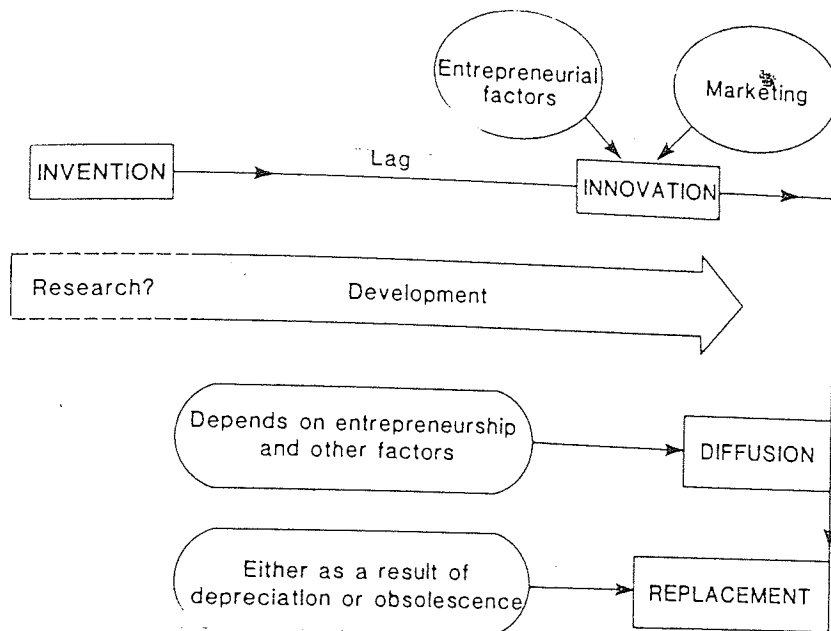 Entrepreneurial
factors
Marketing
INVENTION
Lag
INNOVATION
Research?
Development
Depends on entrepreneurship
and other factors
DIFFUSION
Either as a result of
depreciation or obsolescence
REPLACEMENT